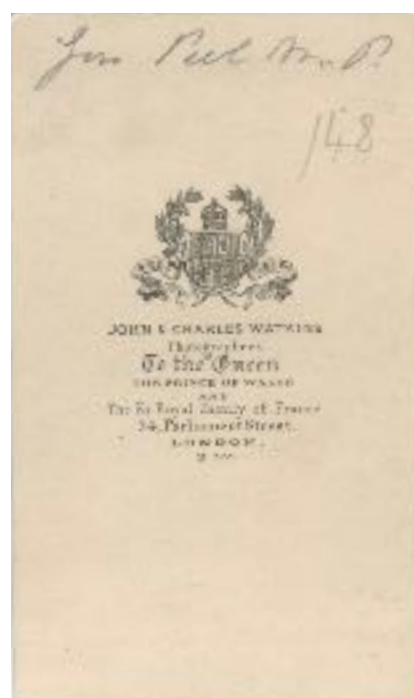 Gen Peel M.P.
148
JOHN & CHARLES WATKINS
Photographers
To the Queen
THE PRINCE OF WALES
AND
The Ex Royal Family of France
34, Parliament Street,
LONDON.